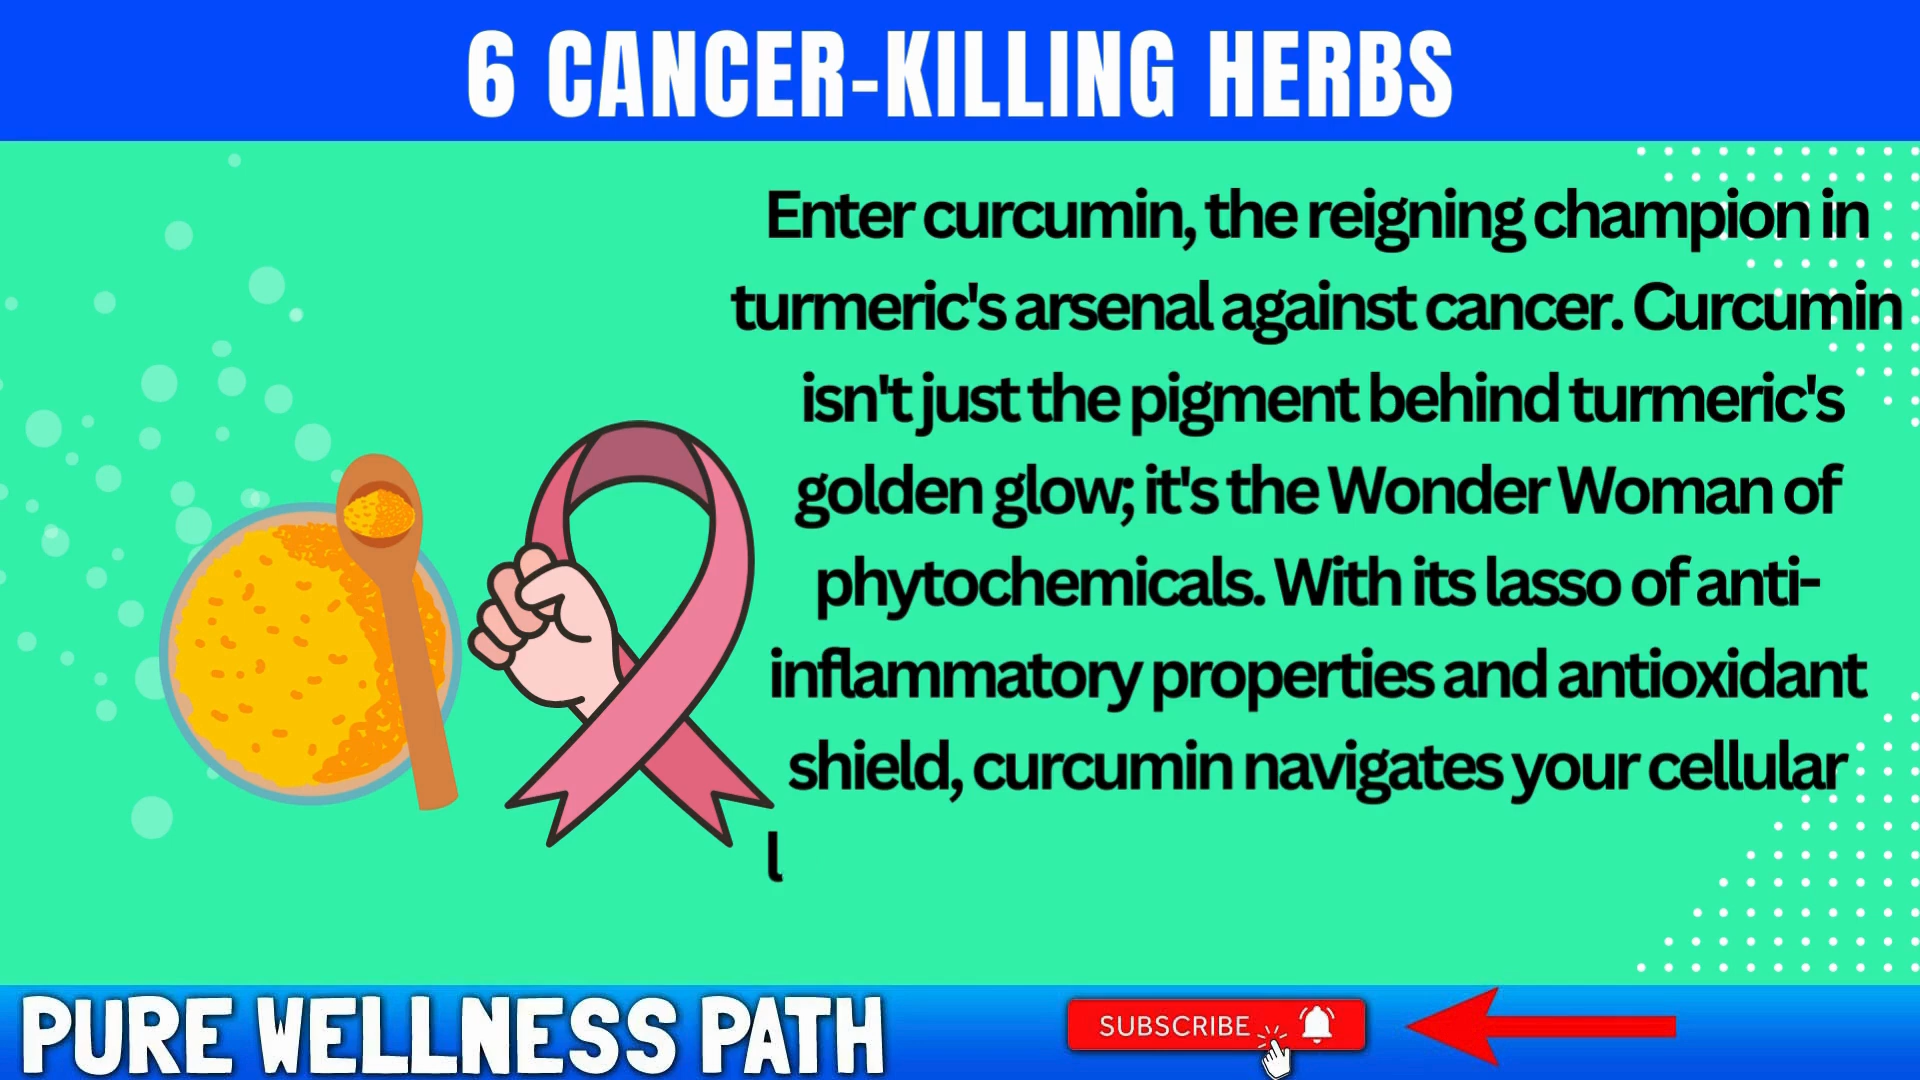 6 CANCER-KILLING HERBS
Enter curcumin, the reigning champion in
turmeric's arsenal against cancer. Curcumin
isn't just the pigment behind turmeric's
golden glow; it's the Wonder Woman of
phytochemicals. With its lasso of anti-
inflammatory properties and antioxidant
shield, curcumin navigates your cellular
l
PURE WELLNESS PATH
SUBSCRIBE